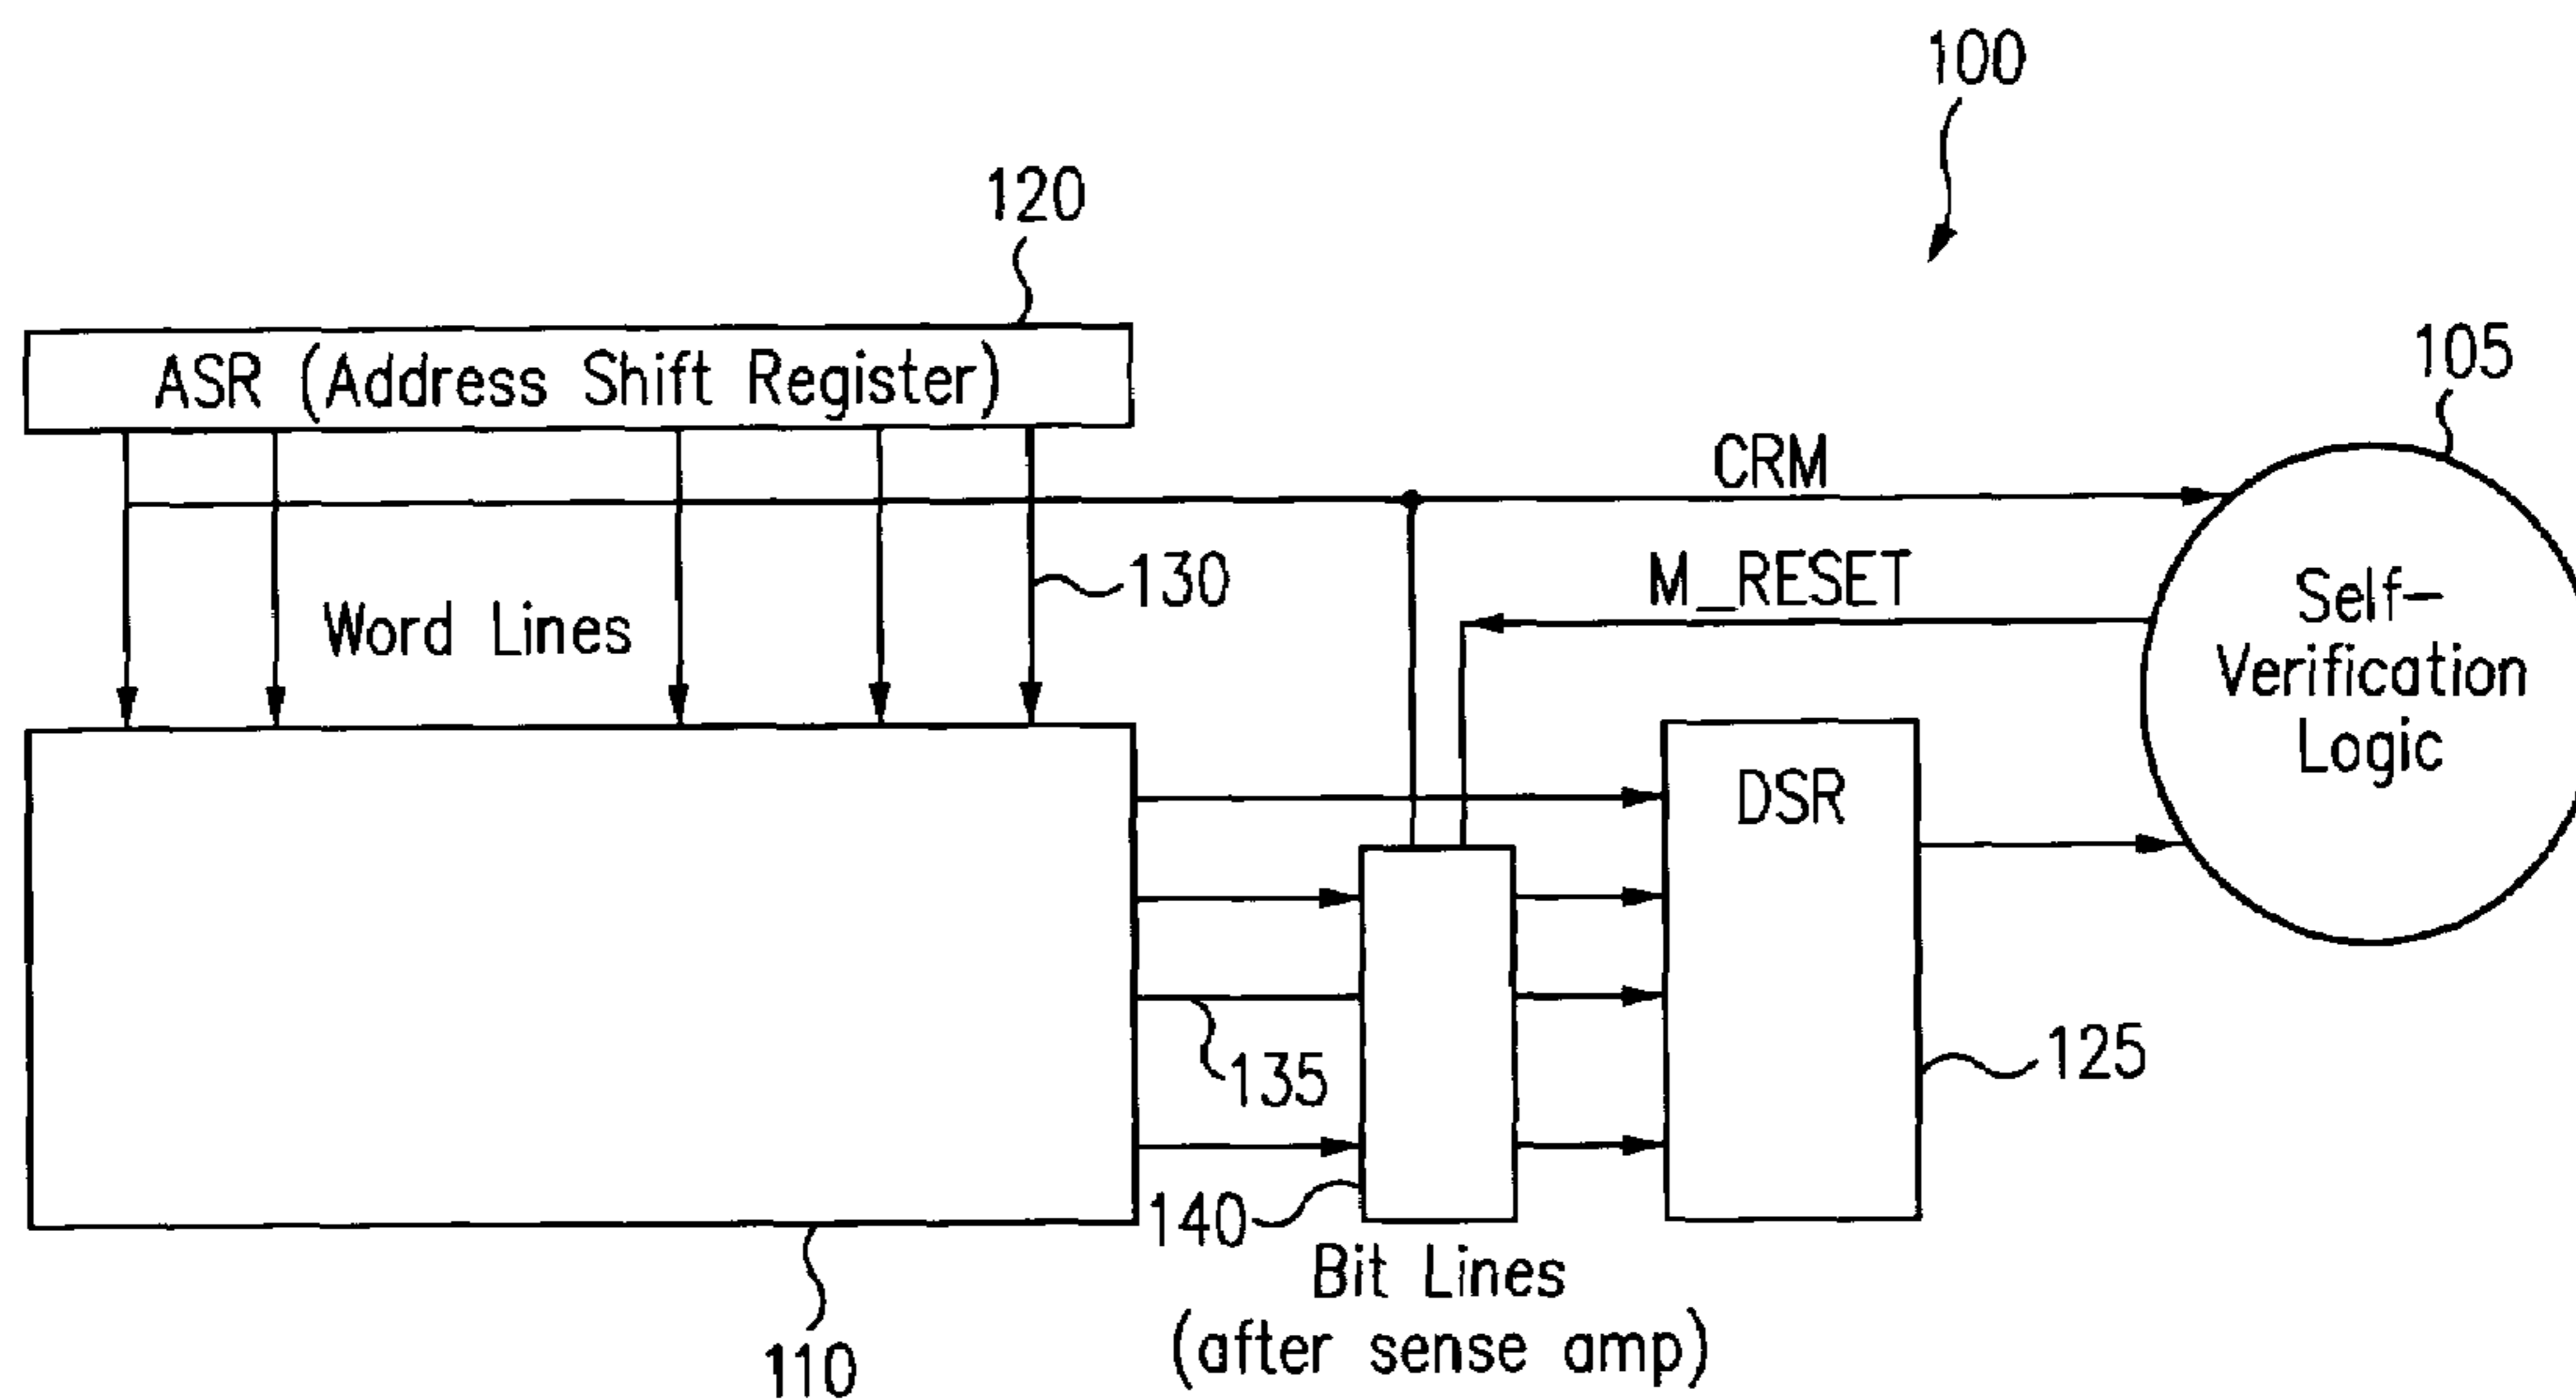 100
120
ASR (Address Shift Register)
105
CRM
130
M_RESET
Word Lines
Self-
Verification
Logic
DSR
135
125
140
Bit Lines
(after sense amp)
110